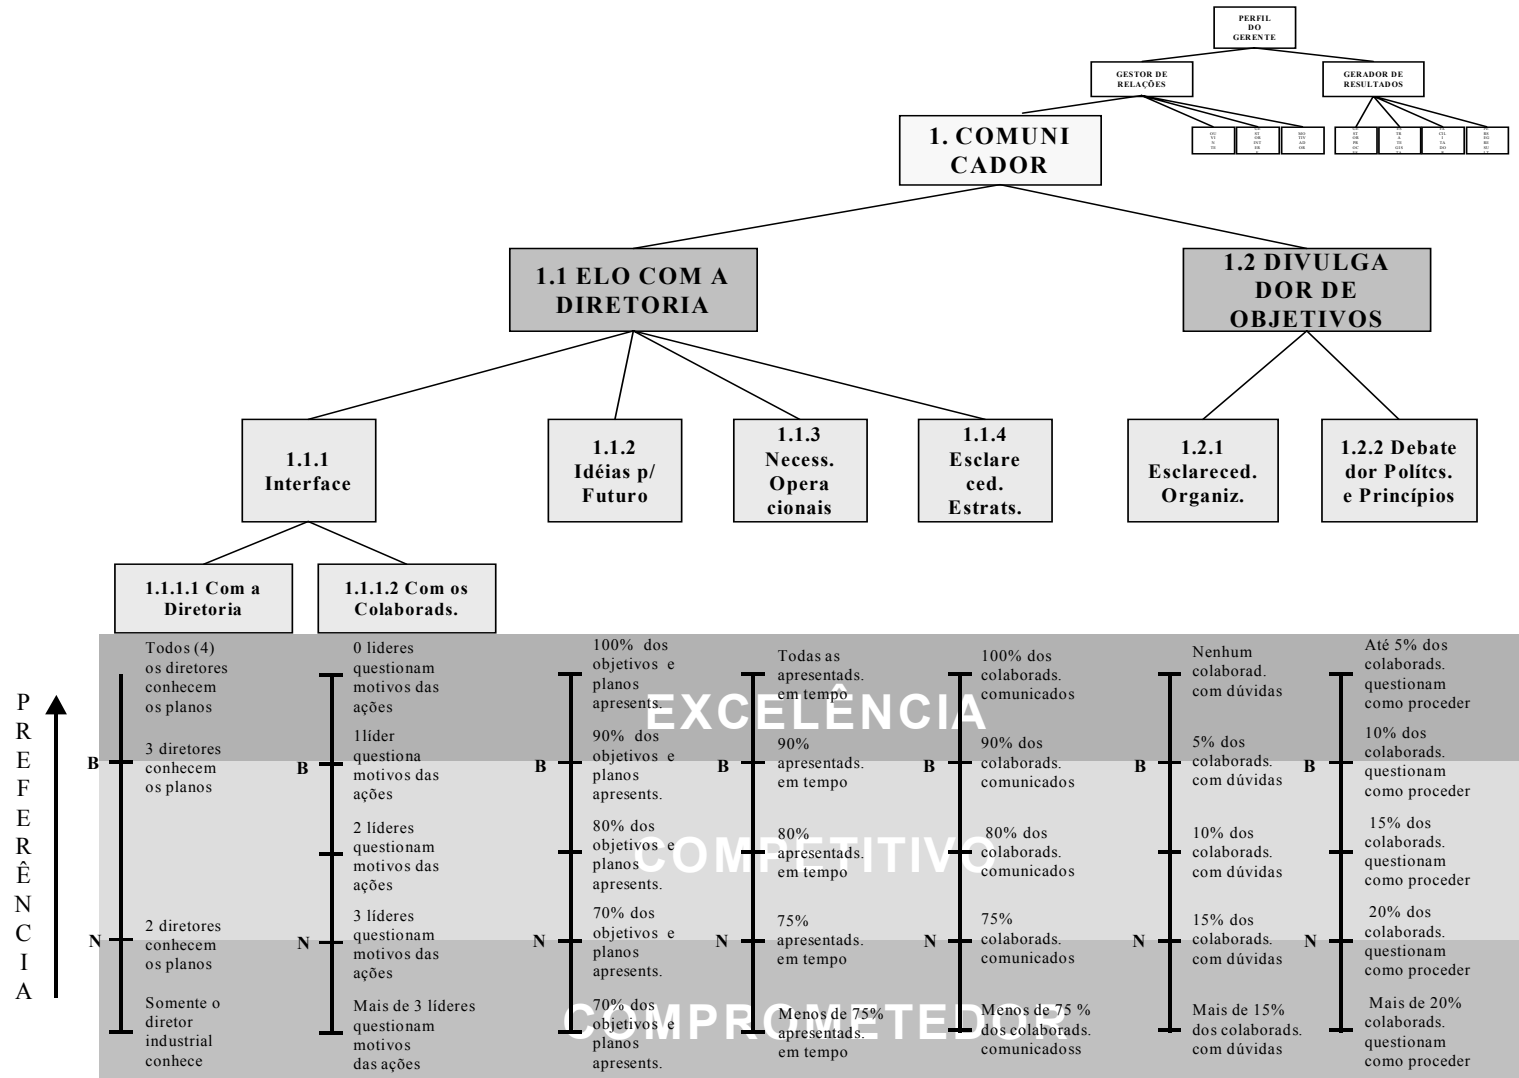 PERFIL
DO
GERENTE
GESTOR DE
RELAÇÕES
GERADOR DE
RESULTADOS
1. COMUNI
CADOR
1.1 ELO COM A
DIRETORIA
1.2 DIVULGA
DOR DE
OBJETIVOS
1.1.1
Interface
1.1.2
Idéias p/
Futuro
1.1.3
Necess.
Opera
cionais
1.1.4
Esclare
ced.
Estrats.
1.2.1
Esclareced.
Organiz.
1.2.2 Debate
dor Polítcs.
e Princípios
1.1.1.1 Com a
Diretoria
1.1.1.2 Com os
Colaborads.
P
R
E
F
E
R
Ê
N
C
I
A
EXCELÊNCIA
COMPETITIVO
COMPROMETEDOR
Todos (4)
os diretores
conhecem
os planos
B
3 diretores
conhecem
os planos
N
2 diretores
conhecem
os planos
Somente o
diretor
industrial
conhece
0 lideres
questionam
motivos das
ações
B
1líder
questiona
motivos das
ações
2 líderes
questionam
motivos das
ações
N
3 líderes
questionam
motivos das
ações
Mais de 3 líderes
questionam
motivos
das ações
100% dos
objetivos e
planos
apresents.
B
90% dos
objetivos e
planos
apresents.
80% dos
objetivos e
planos
apresents.
N
70% dos
objetivos e
planos
apresents.
70% dos
objetivos e
planos
apresents.
Todas as
apresentads.
em tempo
B
90%
apresentads.
em tempo
80%
apresentads.
em tempo
N
75%
apresentads.
em tempo
Menos de 75%
apresentads.
em tempo
100% dos
colaborads.
comunicados
B
90% dos
colaborads.
comunicados
80% dos
colaborads.
comunicados
N
75%
colaborads.
comunicados
Menos de 75 %
dos colaborads.
comunicadoss
Nenhum
colaborad.
com dúvidas
B
5% dos
colaborads.
com dúvidas
10% dos
colaborads.
com dúvidas
N
15% dos
colaborads.
com dúvidas
Mais de 15%
dos colaborads.
com dúvidas
Até 5% dos
colaborads.
questionam
como proceder
B
10% dos
colaborads.
questionam
como proceder
15% dos
colaborads.
questionam
como proceder
N
20% dos
colaborads.
questionam
como proceder
Mais de 20%
colaborads.
questionam
como proceder